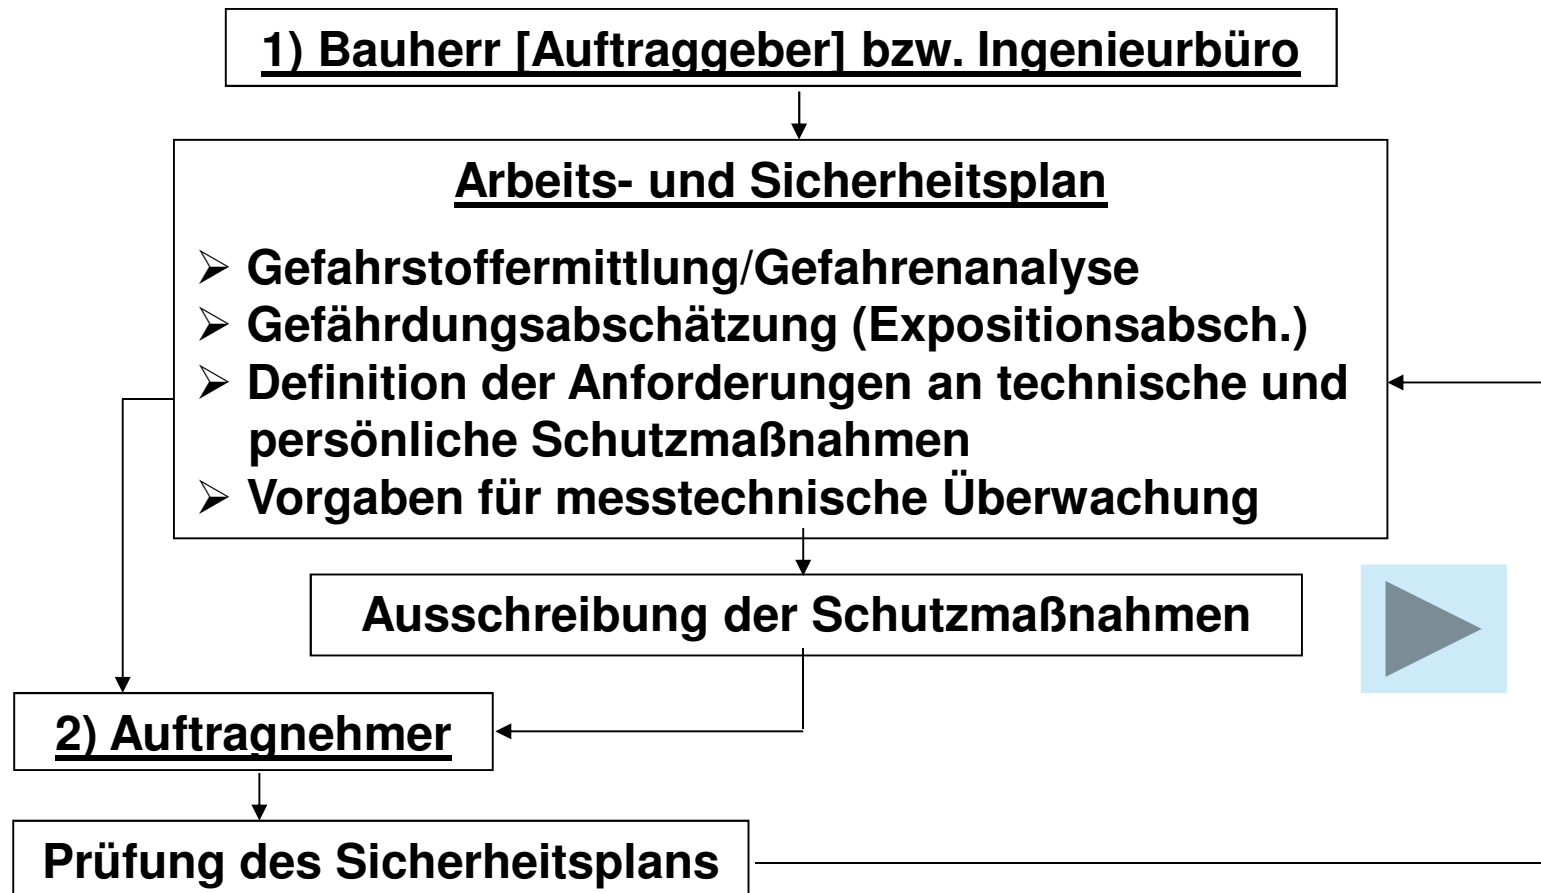 1) Bauherr [Auftraggeber] bzw. Ingenieurbüro
Arbeits- und Sicherheitsplan
➢ Gefahrstoffermittlung/Gefahrenanalyse
➢ Gefährdungsabschätzung (Expositionsabsch.)
➢ Definition der Anforderungen an technische und
persönliche Schutzmaßnahmen
➢ Vorgaben für messtechnische Überwachung
Ausschreibung der Schutzmaßnahmen
2) Auftragnehmer
Prüfung des Sicherheitsplans